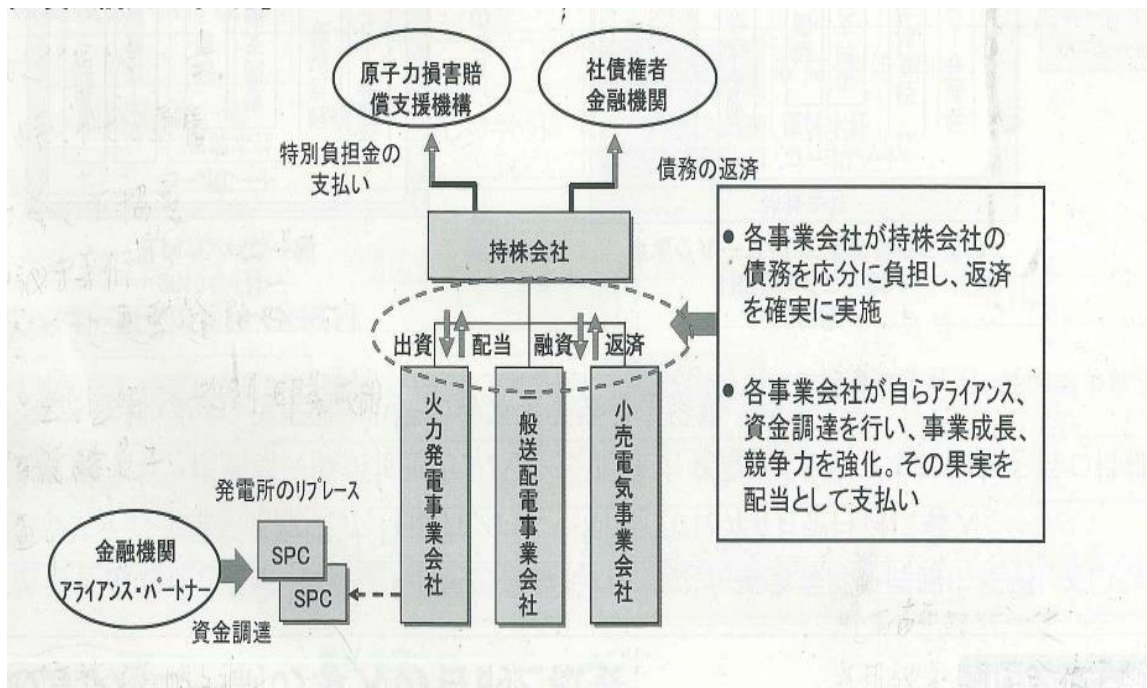 原子力損害賠
償支援機構
社債権者
金融機関
特別負担金の
支払い
債務の返済
持株会社
出資
配当
融資
返済
火力発電事業会社
一般送配電事業会社
小売電気事業会社
● 各事業会社が持株会社の
債務を応分に負担し、返済
を確実に実施
● 各事業会社が自らアライアンス、
資金調達を行い、事業成長、
競争力を強化。その果実を
配当として支払い
発電所のリプレース
金融機関
アライアンス・パートナー
SPC
SPC
資金調達